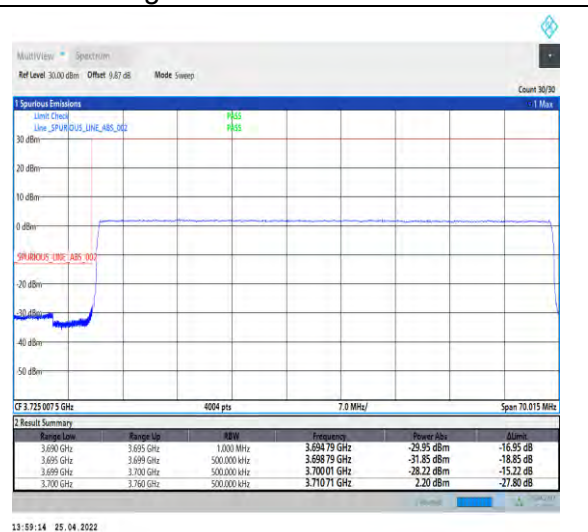 MultiView Spectrum
Ref Level 30.00 dBm Offset 9.87 dB Mode Sweep
Count 30/30
1 Spurious Emissions 1 Max
Limit Check PASS
Line _SPURIOUS_LINE_ABS_002 PASS
30 dBm
20 dBm
10 dBm
0 dBm
SPURIOUS_LINE_ABS_002
-20 dBm
-30 dBm
-40 dBm
-50 dBm
CF 3.725 007 5 GHz 4004 pts 7.0 MHz/ Span 70.015 MHz
2 Result Summary
Range Low Range Up RBW Frequency Power Abs ΔLimit
3.690 GHz 3.695 GHz 1.000 MHz 3.694 79 GHz -29.95 dBm -16.95 dB
3.695 GHz 3.699 GHz 500.000 kHz 3.698 79 GHz -31.85 dBm -18.85 dB
3.699 GHz 3.700 GHz 500.000 kHz 3.700 01 GHz -28.22 dBm -15.22 dB
3.700 GHz 3.760 GHz 500.000 kHz 3.710 71 GHz 2.20 dBm -27.80 dB
13:59:14 25.04.2022